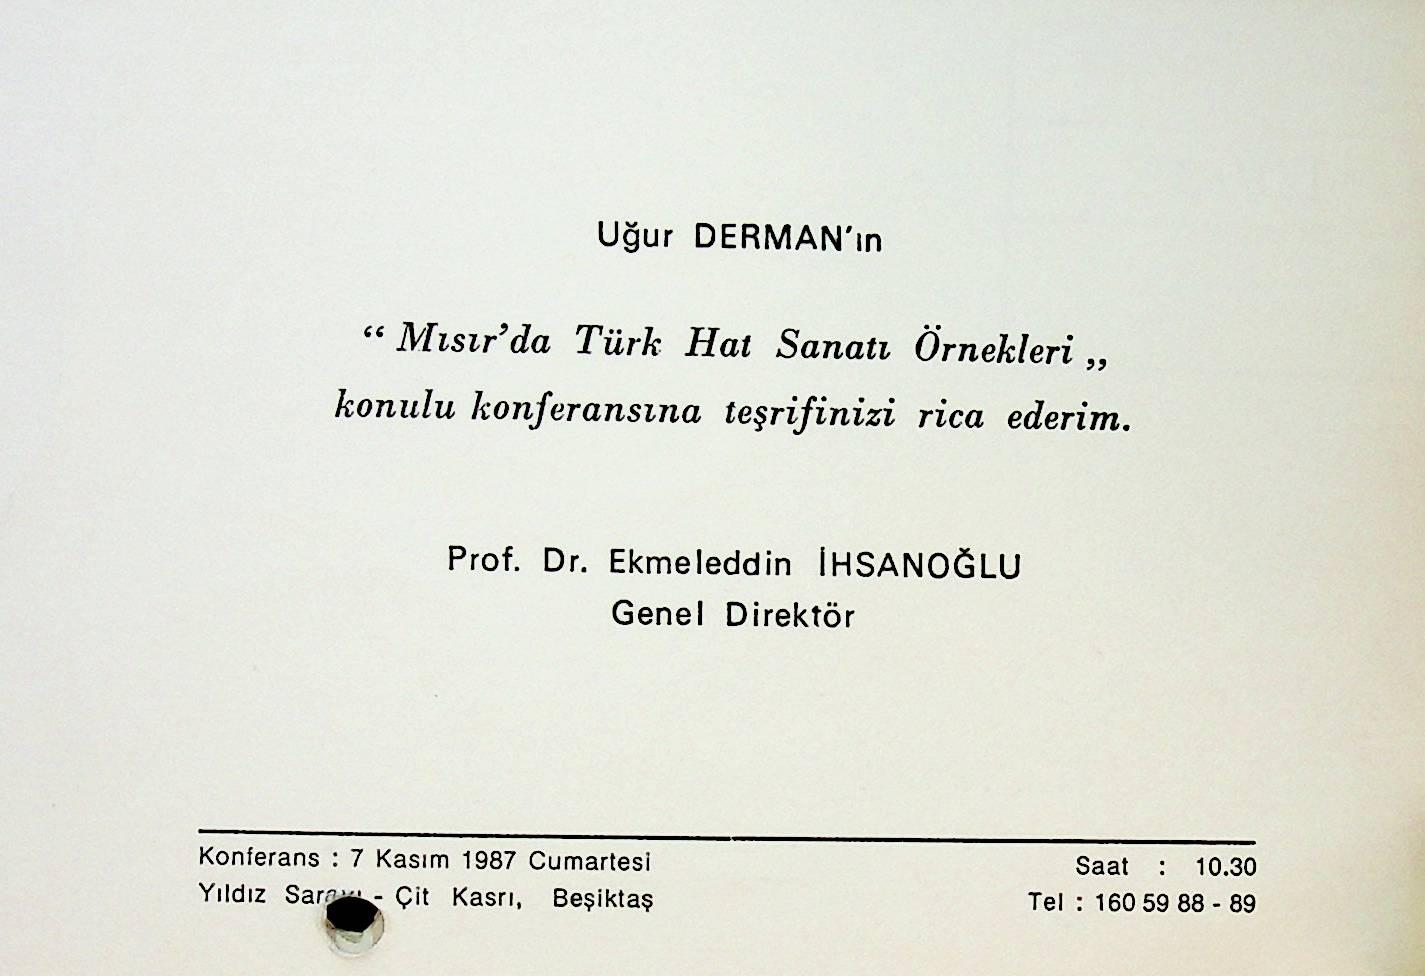 Uğur DERMAN'ın
“ Mısır'da Türk Hat Sanatı Örnekleri „
konulu konferansına teşrifinizi rica ederim.
Prof. Dr. Ekmeleddin İHSANOĞLU
Genel Direktör
Konferans : 7 Kasım 1987 Cumartesi
Saat : 10.30
Yıldız Sarayı - Çit Kasrı, Beşiktaş
Tel : 160 59 88 - 89